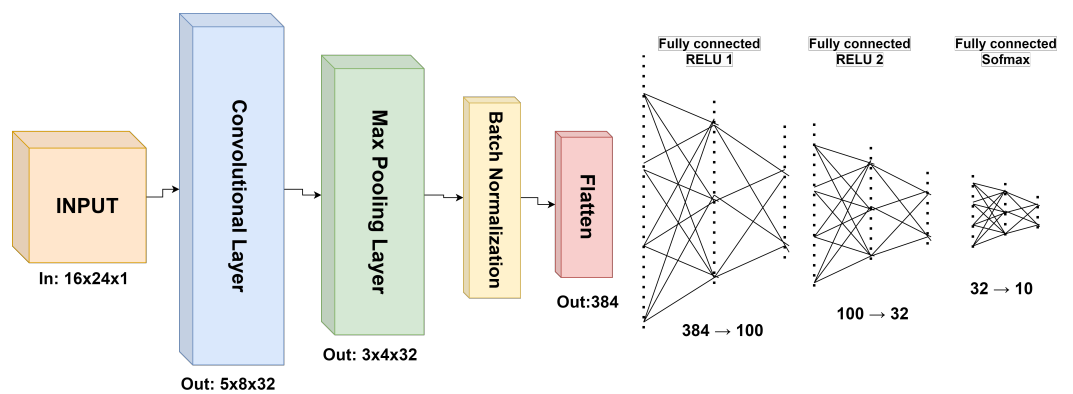 INPUT
In: 16x24x1
Convolutional Layer
Out: 5x8x32
Max Pooling Layer
Out: 3x4x32
Batch Normalization
Flatten
Out:384
Fully connected
RELU 1
384 → 100
Fully connected
RELU 2
100 → 32
Fully connected
Sofmax
32 → 10